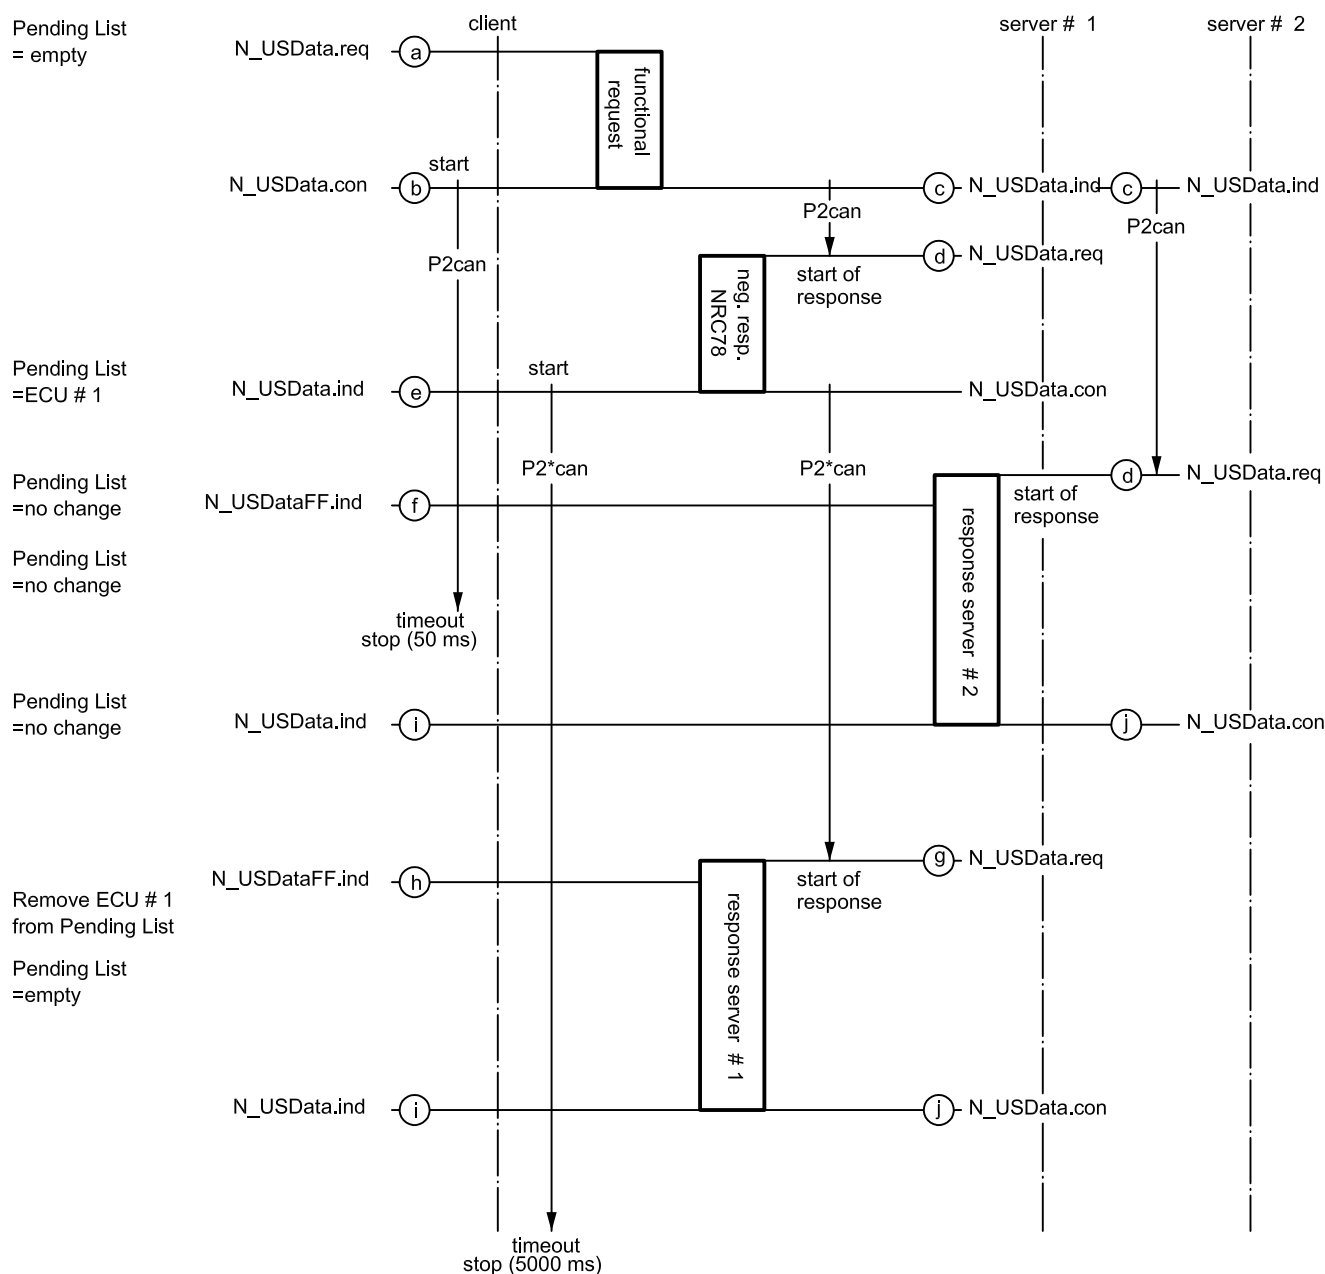 Pending List
= empty
client
server # 1
server # 2
N_USData.req
a
functional
request
start
N_USData.con
b
c
N_USData.ind
c
N_USData.ind
P2can
P2can
P2can
d
N_USData.req
start of
response
neg. resp.
NRC78
Pending List
=ECU # 1
start
N_USData.ind
e
N_USData.con
P2*can
P2*can
Pending List
=no change
d
N_USData.req
start of
response
N_USDataFF.ind
f
response server # 2
Pending List
=no change
timeout
stop (50 ms)
Pending List
=no change
N_USData.ind
i
j
N_USData.con
g
N_USData.req
start of
response
N_USDataFF.ind
h
Remove ECU # 1
from Pending List
response server # 1
Pending List
=empty
N_USData.ind
i
j
N_USData.con
timeout
stop (5000 ms)